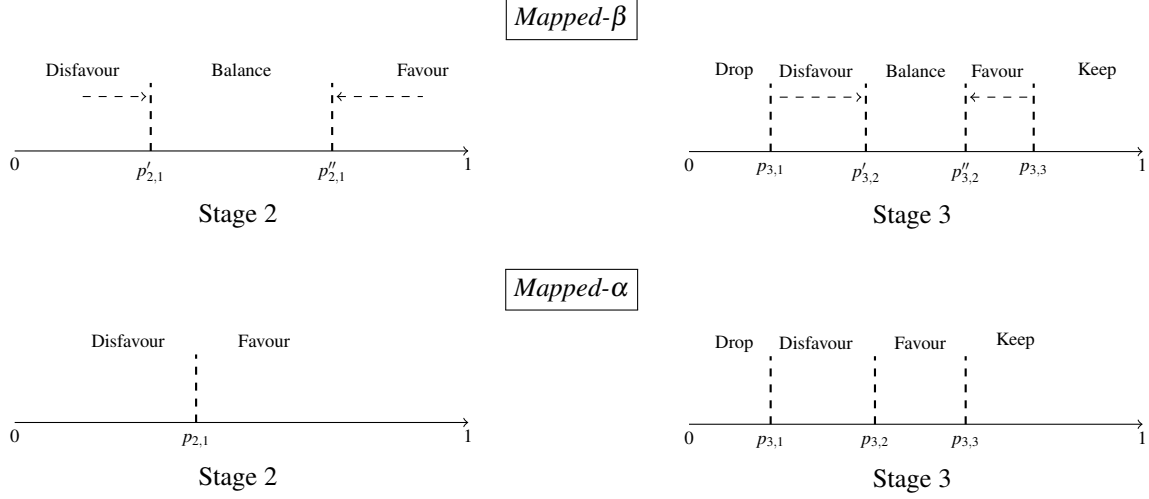 Mapped-β
Disfavour Balance Favour
0 p′2,1 p″2,1 1
Stage 2
Drop Disfavour Balance Favour Keep
0 p3,1 p′3,2 p″3,2 p3,3 1
Stage 3
Mapped-α
Disfavour Favour
0 p2,1 1
Stage 2
Drop Disfavour Favour Keep
0 p3,1 p3,2 p3,3 1
Stage 3